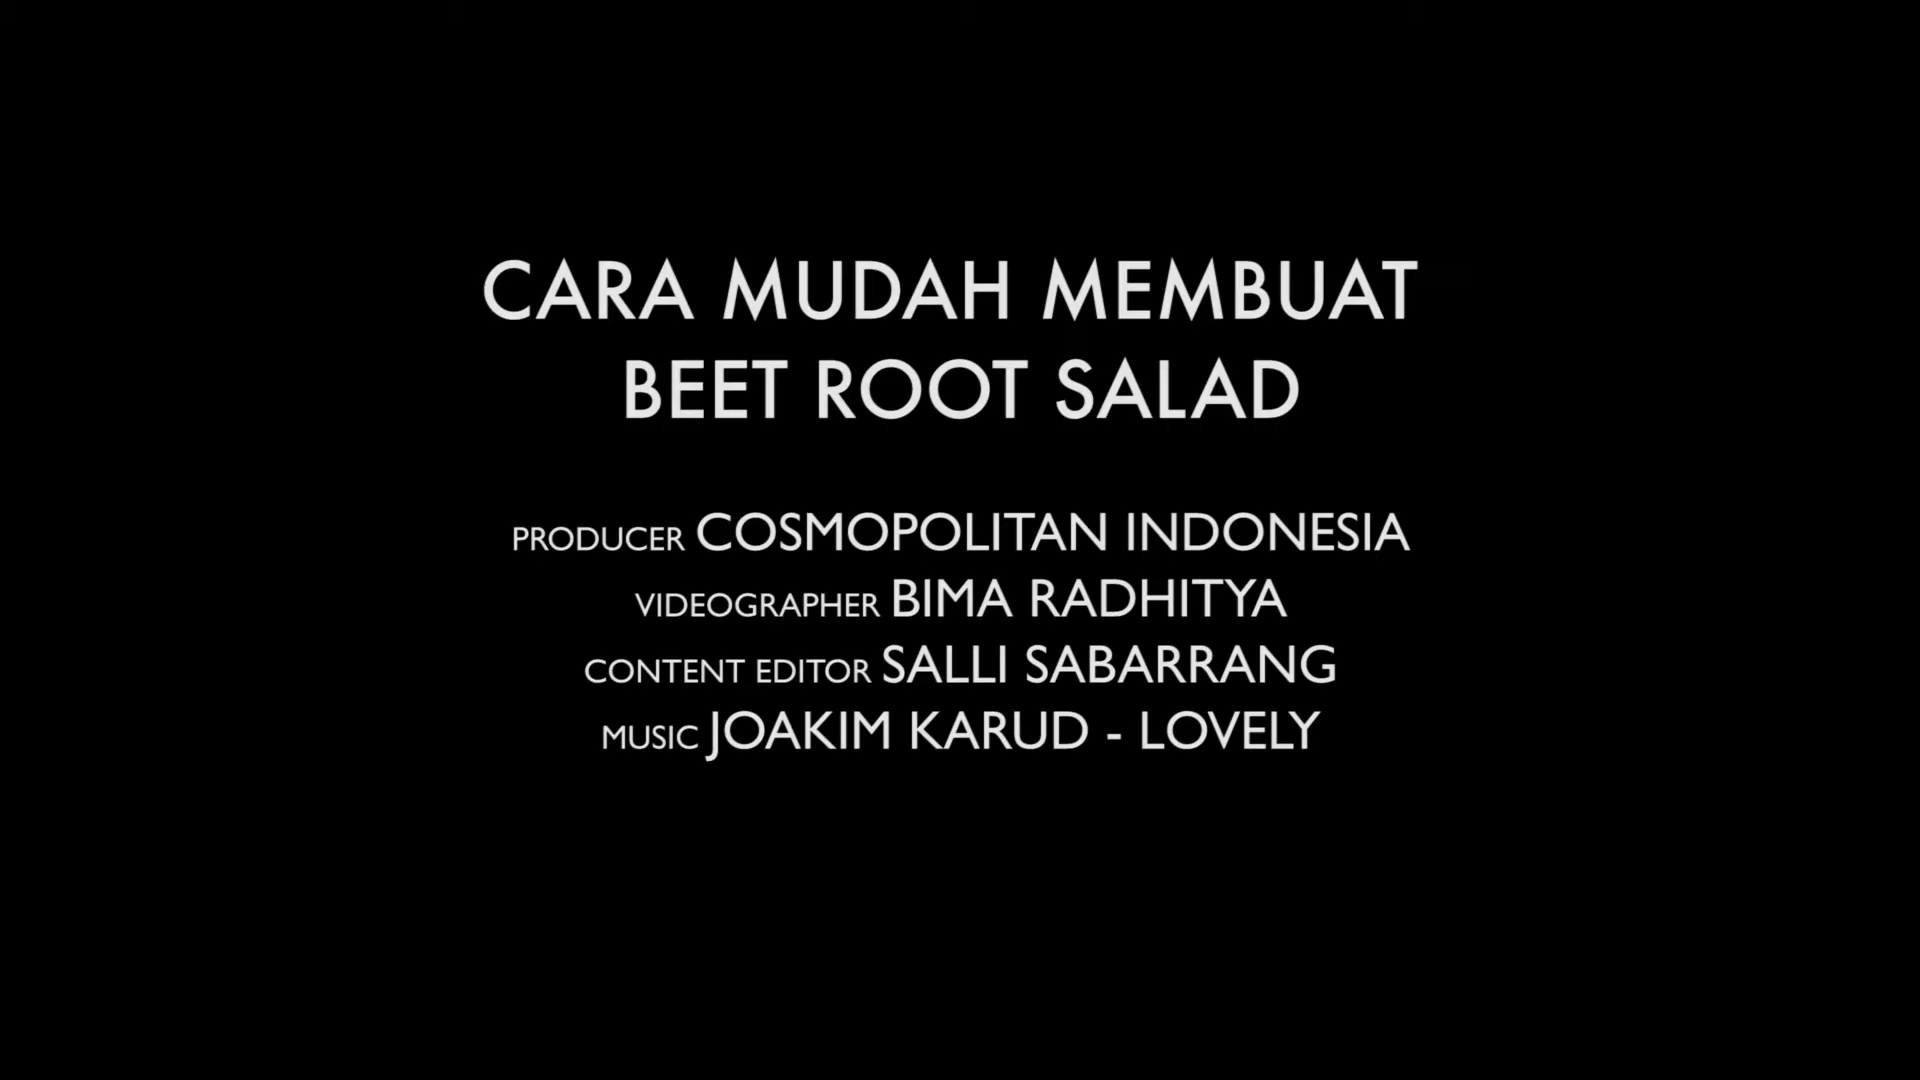 CARA MUDAH MEMBUAT
BEET ROOT SALAD
PRODUCER COSMOPOLITAN INDONESIA
VIDEOGRAPHER BIMA RADHITYA
CONTENT EDITOR SALLI SABARRANG
MUSIC JOAKIM KARUD - LOVELY